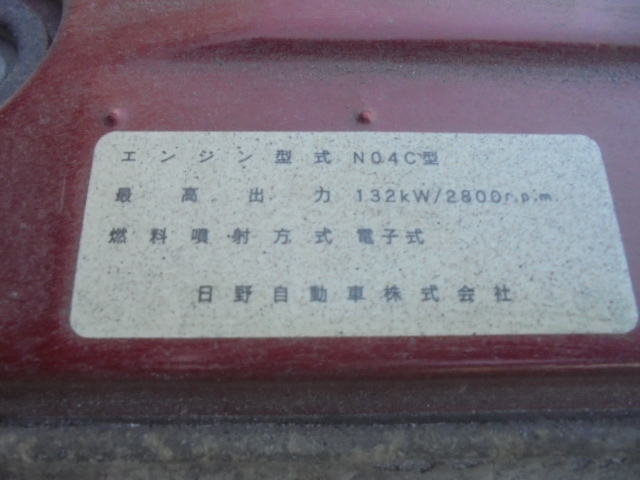 エンジン型式 N04C型
最高出力 132kW/2800r.p.m.
燃料噴射方式 電子式
日野自動車株式会社